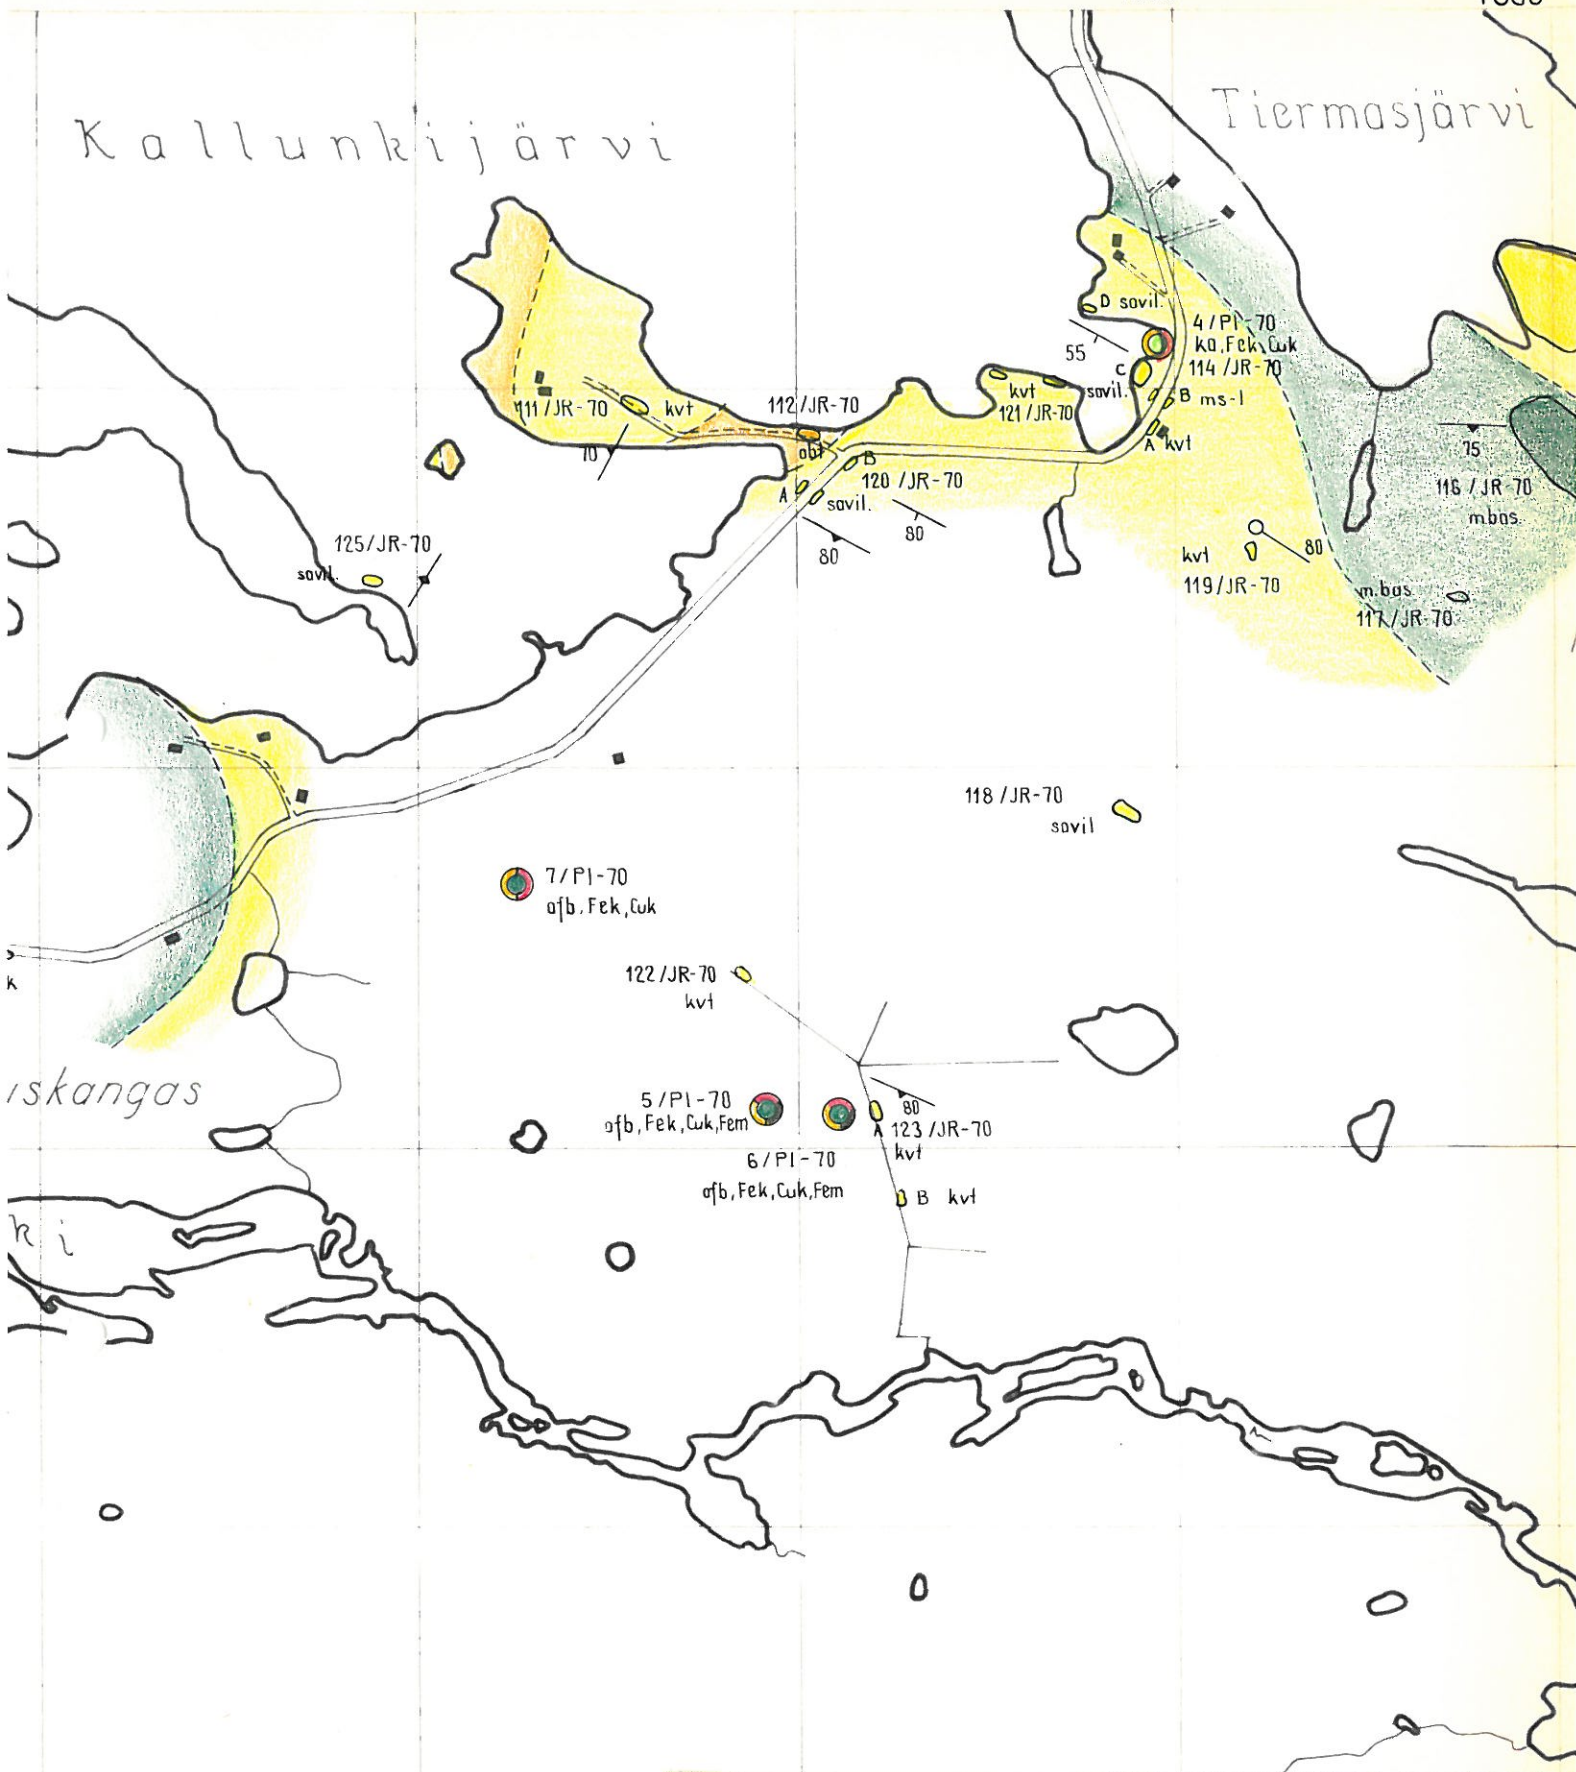 Kallunkijärvi
Tiermasjärvi
D savil.
55
4/PI-70
ka,Fek,Cuk
114/JR-70
C
savil.
B ms-l
A kvt
kvt
121/JR-70
111/JR-70
kvt
112/JR-70
abt
70
B
120/JR-70
A
savil.
80
80
75
116/JR-70
m.bas.
kvt
119/JR-70
80
m.bas.
117/JR-70
125/JR-70
savil.
118/JR-70
savil
7/PI-70
ofb,Fek,Cuk
k
122/JR-70
kvt
iskangas
5/PI-70
ofb,Fek,Cuk,Fem
80
A 123/JR-70
kvt
6/PI-70
ofb,Fek,Cuk,Fem
B kvt
ki